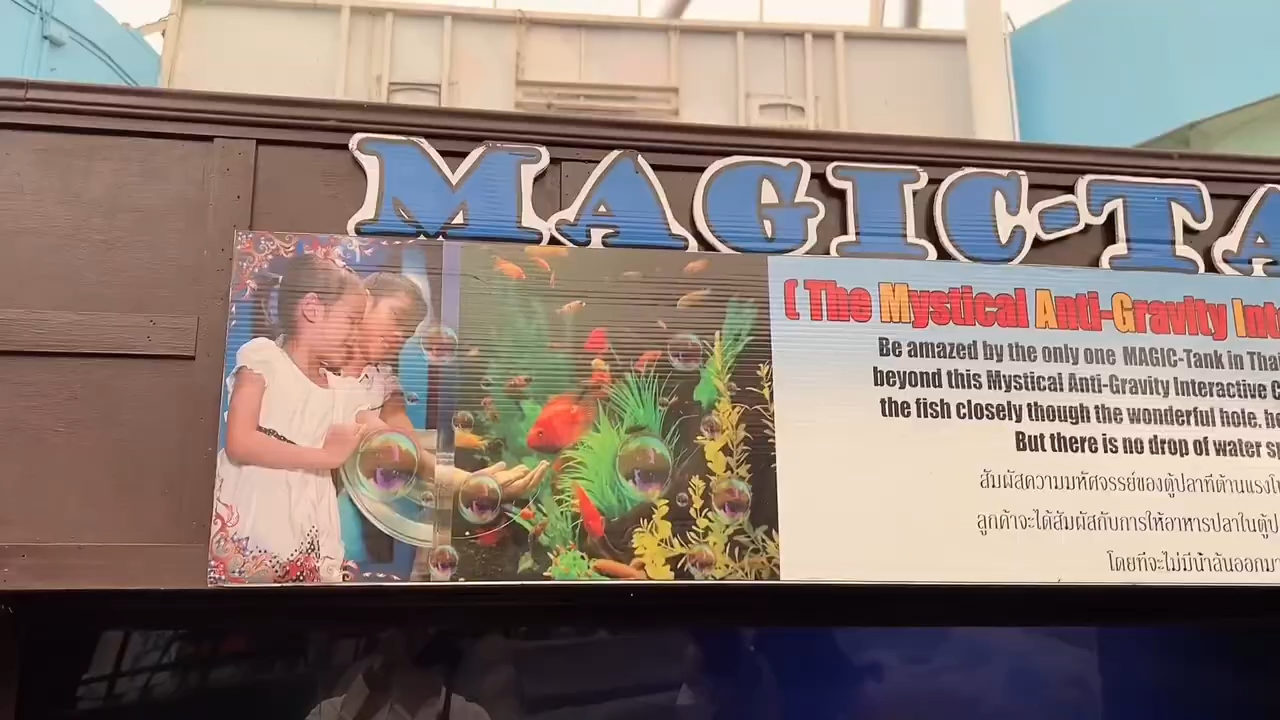 MAGIC-TA
( The Mystical Anti-Gravity Int
Be amazed by the only one MAGIC-Tank in Tha
beyond this Mystical Anti-Gravity Interactive
the fish closely though the wonderful hole. be
But there is no drop of water s
สัมผัสความมหัศจรรย์ของตู้ปลาที่ต้านแรงโ
ลูกค้าจะได้สัมผัสกับการให้อาหารปลาในตู้ป
โดยที่จะไม่มีน้ำล้นออกมา